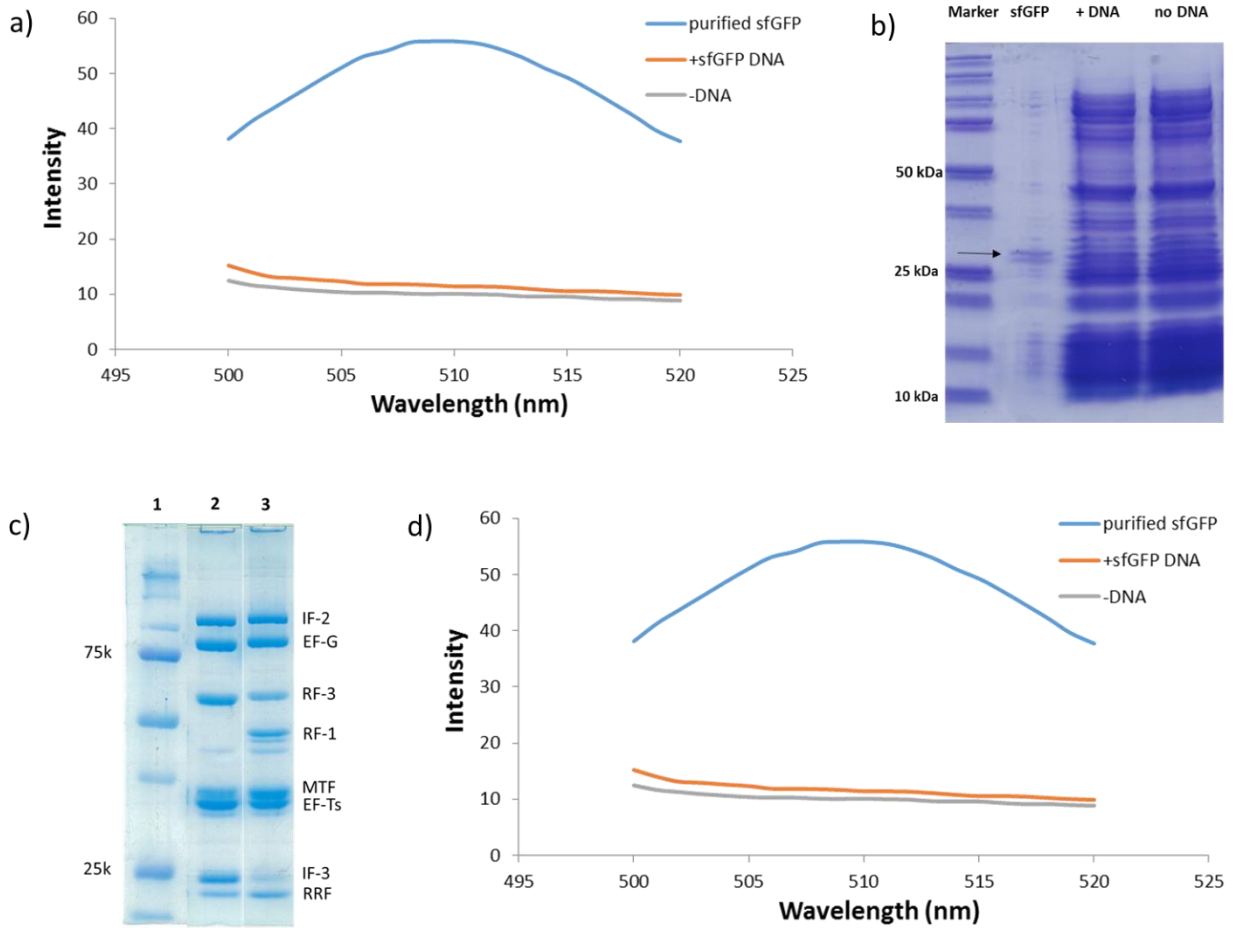 a)
60
50
40
30
20
10
0
495 500 505 510 515 520 525
Intensity
Wavelength (nm)
purified sfGFP
+sfGFP DNA
-DNA
b)
Marker sfGFP + DNA no DNA
50 kDa
25 kDa
10 kDa
c)
1 2 3
75k
25k
IF-2
EF-G
RF-3
RF-1
MTF
EF-Ts
IF-3
RRF
d)
60
50
40
30
20
10
0
495 500 505 510 515 520 525
Intensity
Wavelength (nm)
purified sfGFP
+sfGFP DNA
-DNA